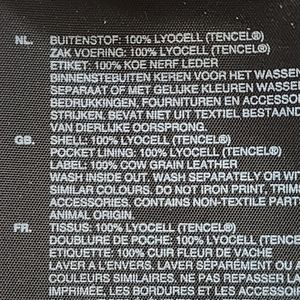 NL. BUITENSTOF: 100% LYOCELL (TENCEL®)
ZAK VOERING: 100% LYOCELL (TENCEL®)
ETIKET: 100% KOE NERF LEDER
BINNENSTEBUITEN KEREN VOOR HET WASSEN
SEPARAAT OF MET GELIJKE KLEUREN WASSEN
BEDRUKKINGEN, FOURNITUREN EN ACCESSO
STRIJKEN. BEVAT NIET UIT TEXTIEL BESTAAND
VAN DIERLIJKE OORSPRONG.
GB. SHELL: 100% LYOCELL (TENCEL®)
POCKET LINING: 100% LYOCELL (TENCEL®)
LABEL: 100% COW GRAIN LEATHER
WASH INSIDE OUT. WASH SEPARATELY OR WIT
SIMILAR COLOURS. DO NOT IRON PRINT, TRIM
ACCESSORIES. CONTAINS NON-TEXTILE PART
ANIMAL ORIGIN.
FR. TISSUS: 100% LYOCELL (TENCEL®)
DOUBLURE DE POCHE: 100% LYOCELL (TENCEL
ETIQUETTE: 100% CUIR FLEUR DE VACHE
LAVER A L'ENVERS. LAVER SÉPARÉMENT OU A
COULEURS SIMILAIRES. NE PAS REPASSER LA
IMPRIMÉE, LES BORDURES ET LES ACCESSOI